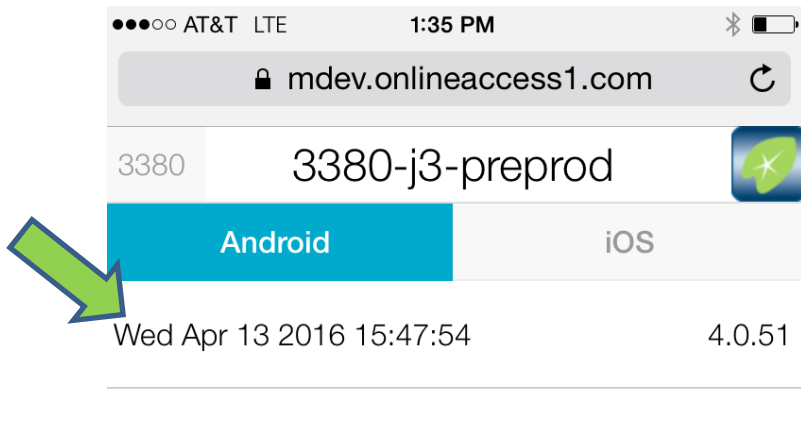 AT&T LTE 1:35 PM
mdev.onlineaccess1.com
3380 3380-j3-preprod
Android iOS
Wed Apr 13 2016 15:47:54 4.0.51